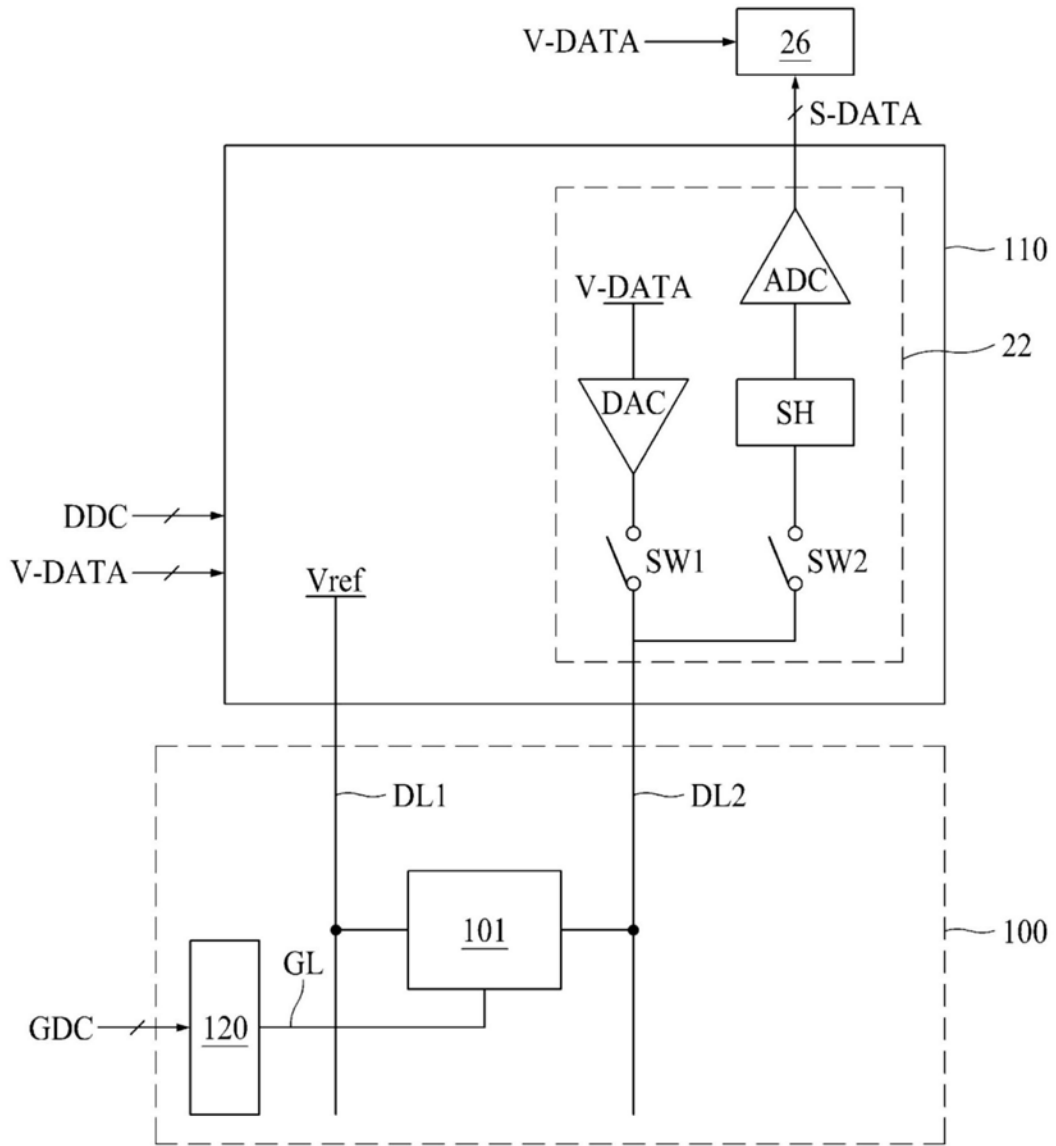 V-DATA
26
S-DATA
110
ADC
V-DATA
22
DAC
SH
DDC
SW1
SW2
V-DATA
Vref
DL1
DL2
101
100
GL
GDC
120